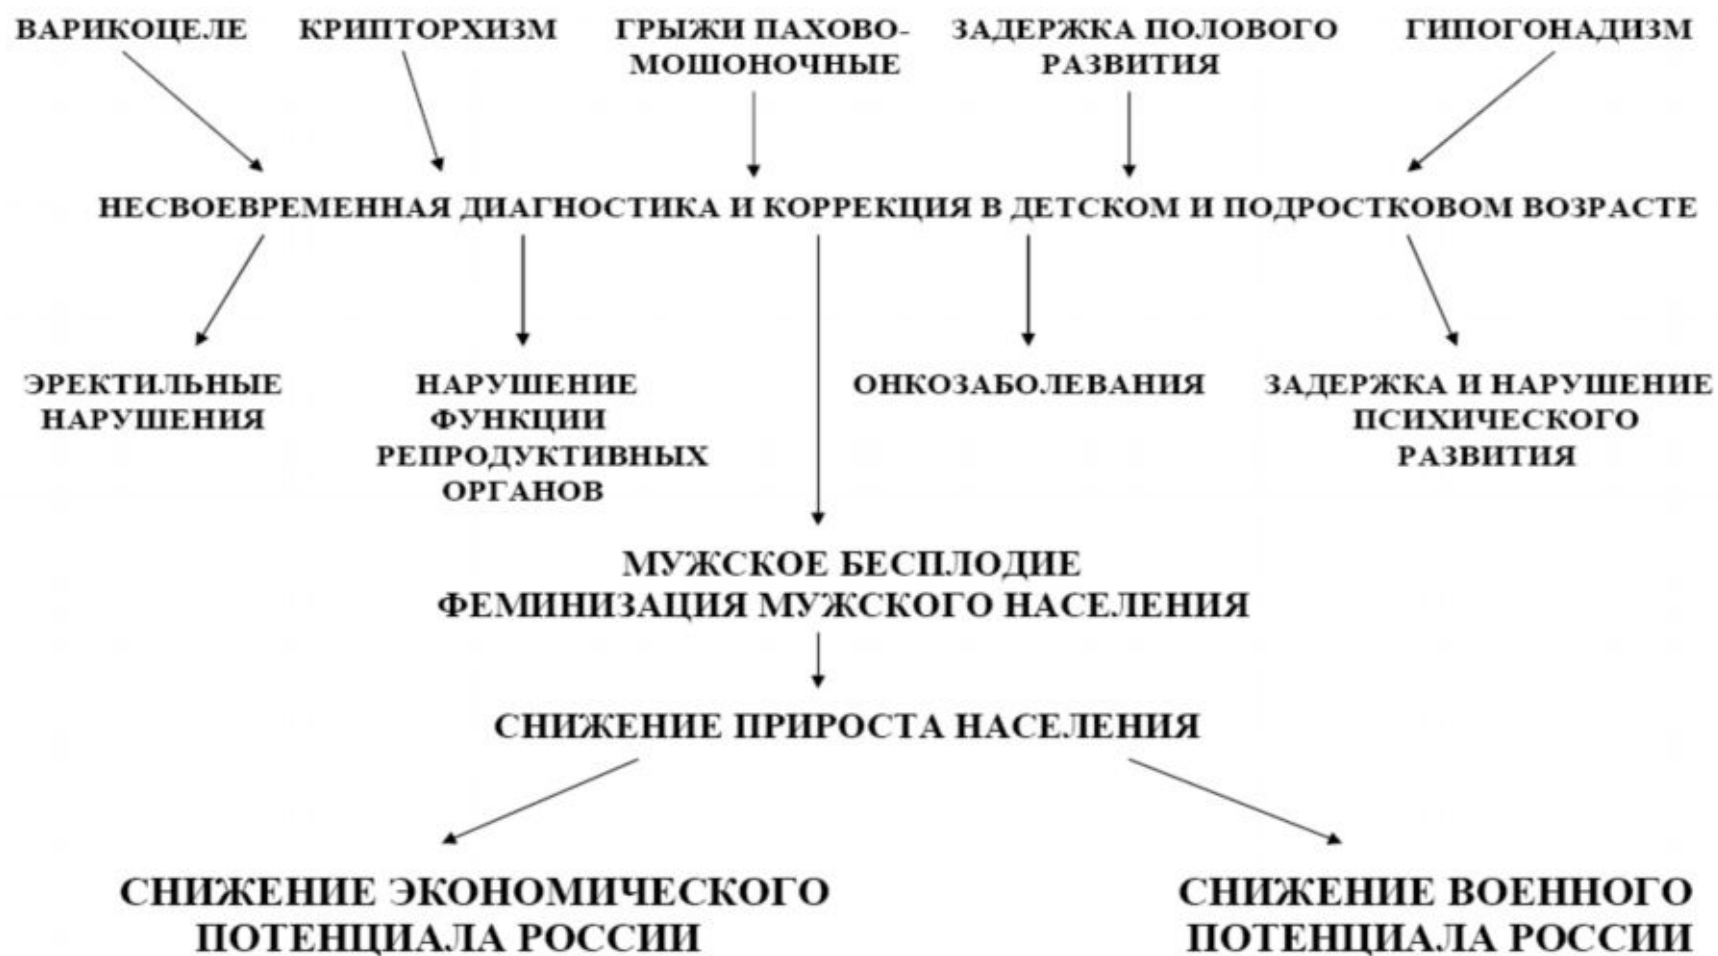 ВАРИКОЦЕЛЕ
КРИПТОРХИЗМ
ГРЫЖИ ПАХОВО-
МОШОНОЧНЫЕ
ЗАДЕРЖКА ПОЛОВОГО
РАЗВИТИЯ
ГИПОГОНАДИЗМ
НЕСВОЕВРЕМЕННАЯ ДИАГНОСТИКА И КОРРЕКЦИЯ В ДЕТСКОМ И ПОДРОСТКОВОМ ВОЗРАСТЕ
ЭРЕКТИЛЬНЫЕ
НАРУШЕНИЯ
НАРУШЕНИЕ
ФУНКЦИИ
РЕПРОДУКТИВНЫХ
ОРГАНОВ
ОНКОЗАБОЛЕВАНИЯ
ЗАДЕРЖКА И НАРУШЕНИЕ
ПСИХИЧЕСКОГО
РАЗВИТИЯ
МУЖСКОЕ БЕСПЛОДИЕ
ФЕМИНИЗАЦИЯ МУЖСКОГО НАСЕЛЕНИЯ
СНИЖЕНИЕ ПРИРОСТА НАСЕЛЕНИЯ
СНИЖЕНИЕ ЭКОНОМИЧЕСКОГО
ПОТЕНЦИАЛА РОССИИ
СНИЖЕНИЕ ВОЕННОГО
ПОТЕНЦИАЛА РОССИИ